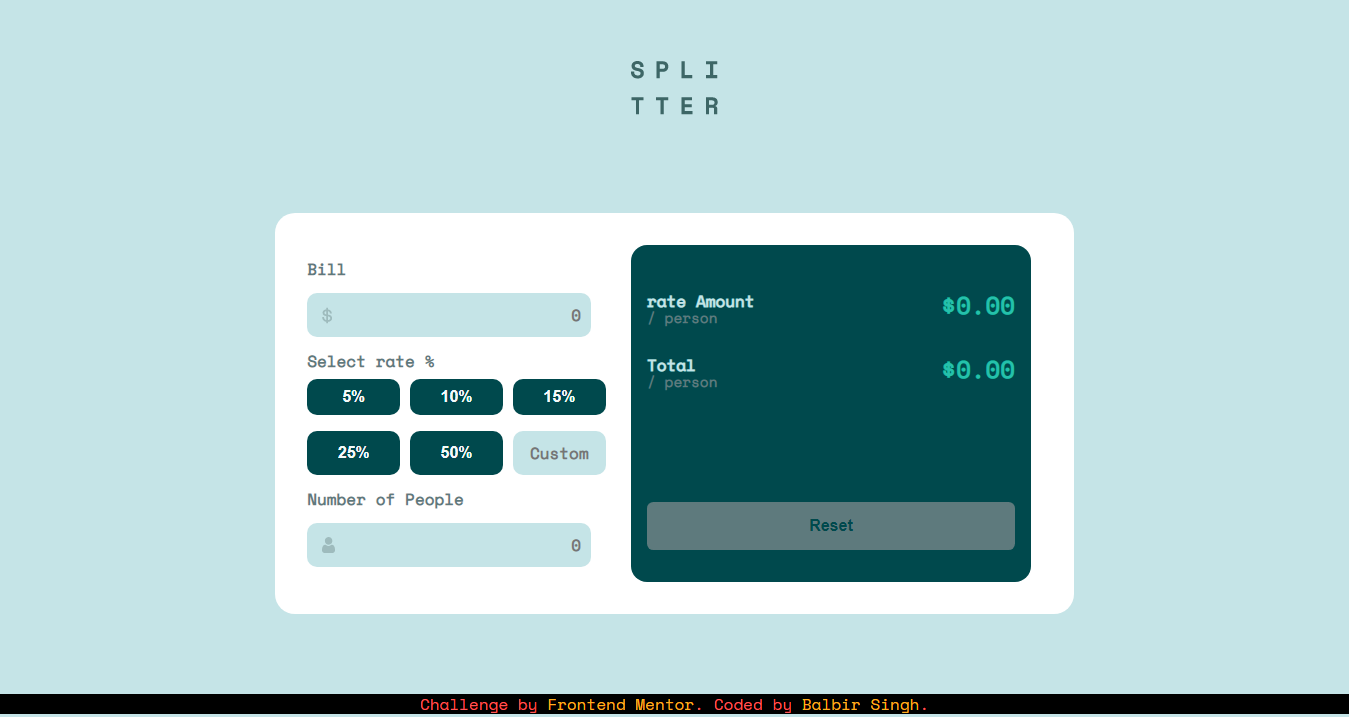 SPLI
TTER
Bill
$ 0
Select rate %
5% 10% 15%
25% 50% Custom
Number of People
0
rate Amount $0.00
/ person
Total $0.00
/ person
Reset
Challenge by Frontend Mentor. Coded by Balbir Singh.